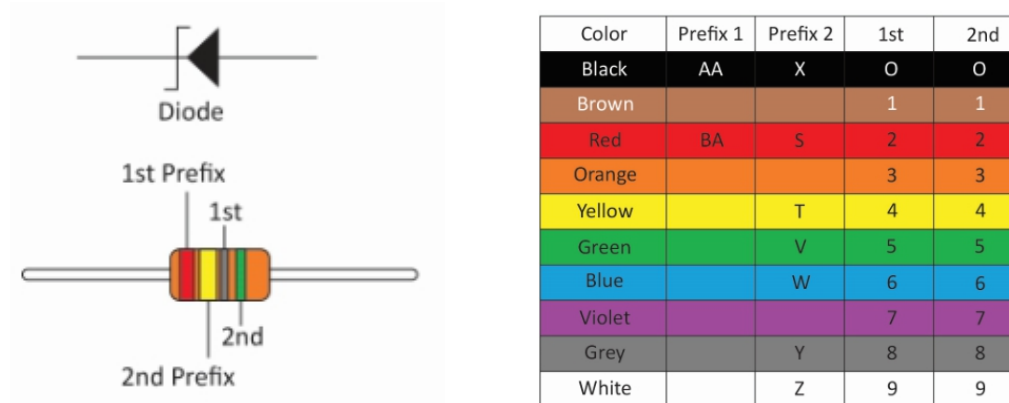 Diode
1st Prefix
1st
2nd
2nd Prefix
Color Prefix 1 Prefix 2 1st 2nd
Black AA X O O
Brown 1 1
Red BA S 2 2
Orange 3 3
Yellow T 4 4
Green V 5 5
Blue W 6 6
Violet 7 7
Grey Y 8 8
White Z 9 9